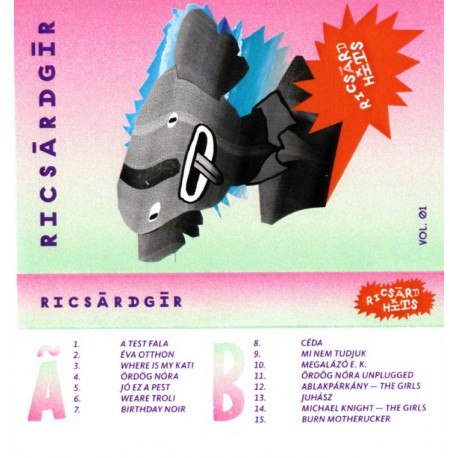 RICSĀRDGĪR
RICSĀRD
×
HITS
VOL. 01
RICSĀRDGĪR
RICSĀRD
×
HITS
Ã
1. A TEST FALA
2. ÉVA OTTHON
3. WHERE IS MY KATI
4. ÖRDÖG NÓRA
5. JÓ EZ A PEST
6. WEARE TROLI
7. BIRTHDAY NOIR
B
8. CÉDA
9. MI NEM TUDJUK
10. MEGALÁZÓ E. K.
11. ÖRDÖG NÓRA UNPLUGGED
12. ABLAKPÁRKÁNY — THE GIRLS
13. JUHÁSZ
14. MICHAEL KNIGHT — THE GIRLS
15. BURN MOTHERUCKER